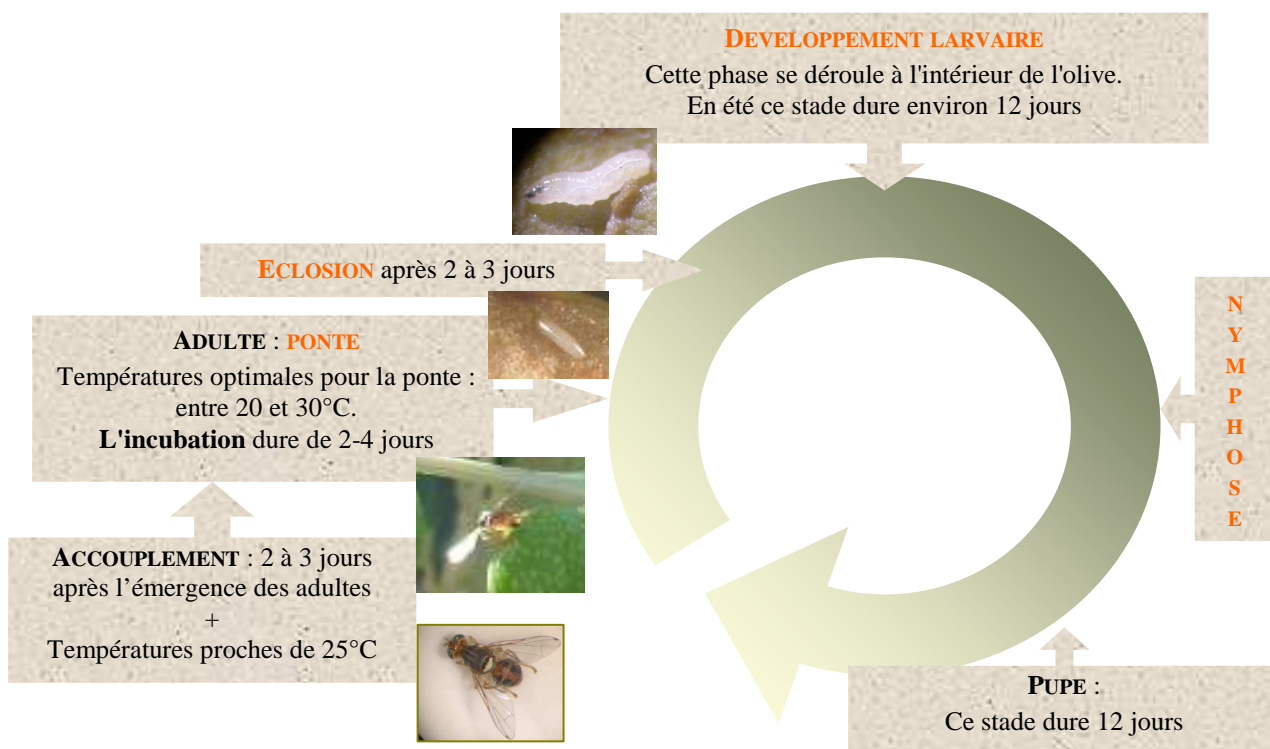 DEVELOPPEMENT LARVAIRE
Cette phase se déroule à l'intérieur de l'olive.
En été ce stade dure environ 12 jours
ECLOSION après 2 à 3 jours
ADULTE : PONTE
Températures optimales pour la ponte :
entre 20 et 30°C.
L'incubation dure de 2-4 jours
ACCOUPLEMENT : 2 à 3 jours
après l’émergence des adultes
+
Températures proches de 25°C
N
Y
M
P
H
O
S
E
PUPE :
Ce stade dure 12 jours